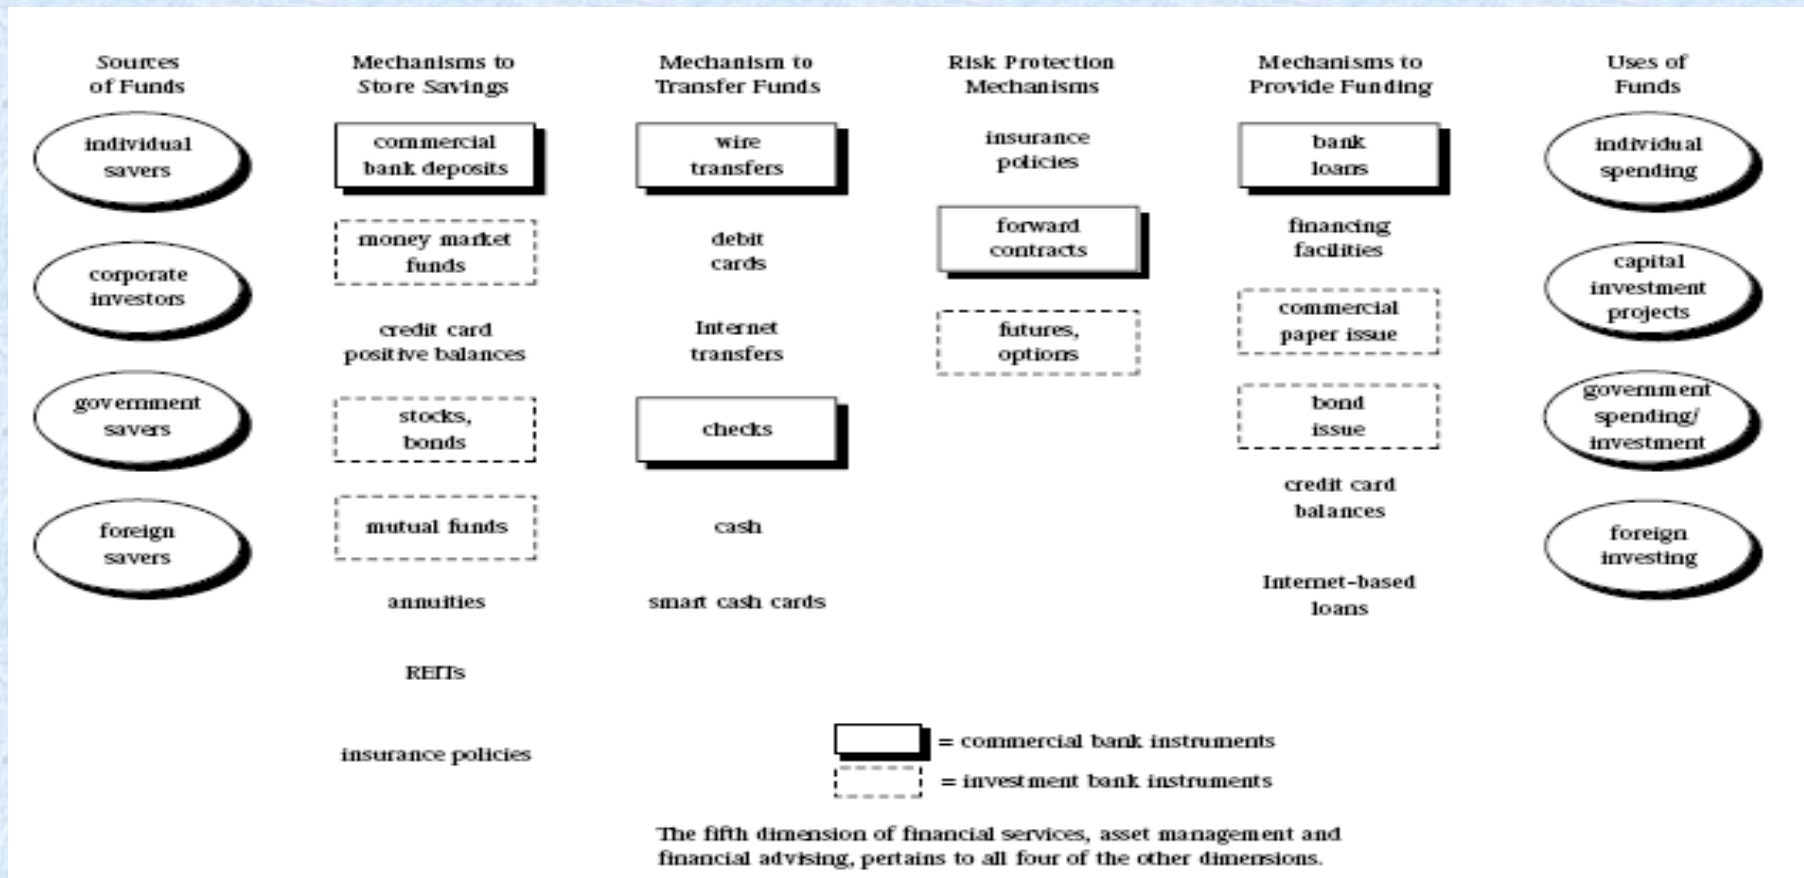 Sources
of Funds
individual
savers
corporate
investors
government
savers
foreign
savers
Mechanisms to
Store Savings
commercial
bank deposits
money market
funds
credit card
positive balances
stocks,
bonds
mutual funds
annuities
REITs
insurance policies
Mechanism to
Transfer Funds
wire
transfers
debit
cards
Internet
transfers
checks
cash
smart cash cards
Risk Protection
Mechanisms
insurance
policies
forward
contracts
futures,
options
Mechanisms to
Provide Funding
bank
loans
financing
facilities
commercial
paper issue
bond
issue
credit card
balances
Internet-based
loans
Uses of
Funds
individual
spending
capital
investment
projects
government
spending/
investment
foreign
investing
= commercial bank instruments
= investment bank instruments
The fifth dimension of financial services, asset management and
financial advising, pertains to all four of the other dimensions.